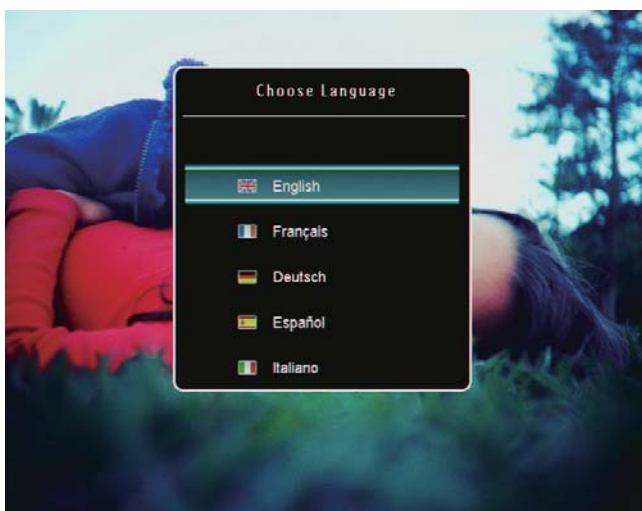 Choose Language
English
Français
Deutsch
Español
Italiano